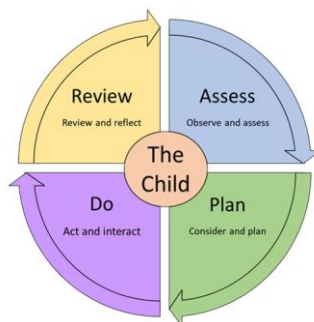 Review
Review and reflect
Assess
Observe and assess
The
Child
Do
Act and interact
Plan
Consider and plan